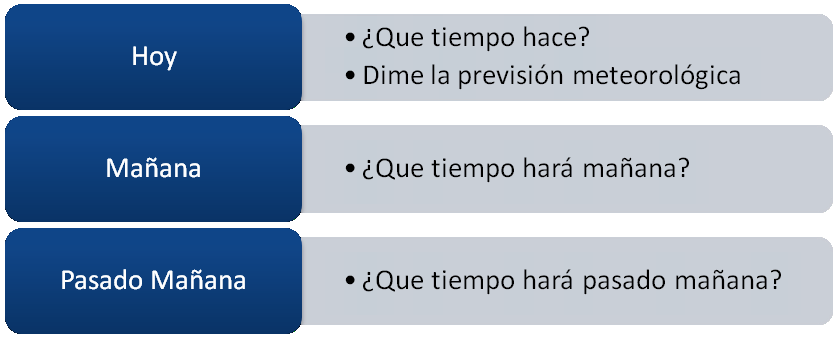 Hoy
• ¿Que tiempo hace?
• Dime la previsión meteorológica
Mañana
• ¿Que tiempo hará mañana?
Pasado Mañana
• ¿Que tiempo hará pasado mañana?